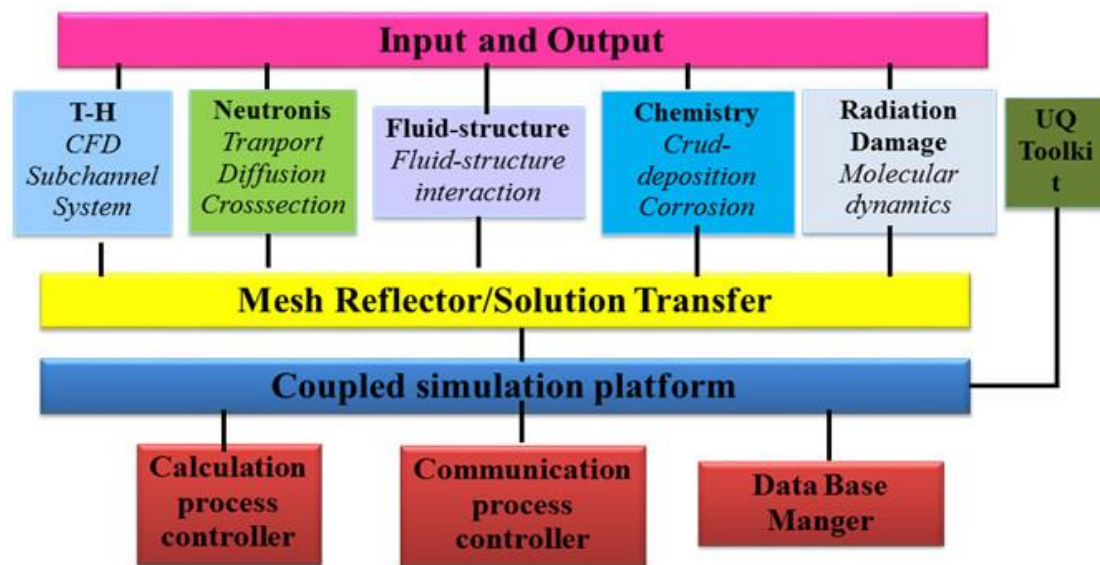 Input and Output
T-H
CFD
Subchannel
System
Neutronis
Tranport
Diffusion
Crosssection
Fluid-structure
Fluid-structure
interaction
Chemistry
Crud-
deposition
Corrosion
Radiation
Damage
Molecular
dynamics
UQ
Toolki
t
Mesh Reflector/Solution Transfer
Coupled simulation platform
Calculation
process
controller
Communication
process
controller
Data Base
Manger